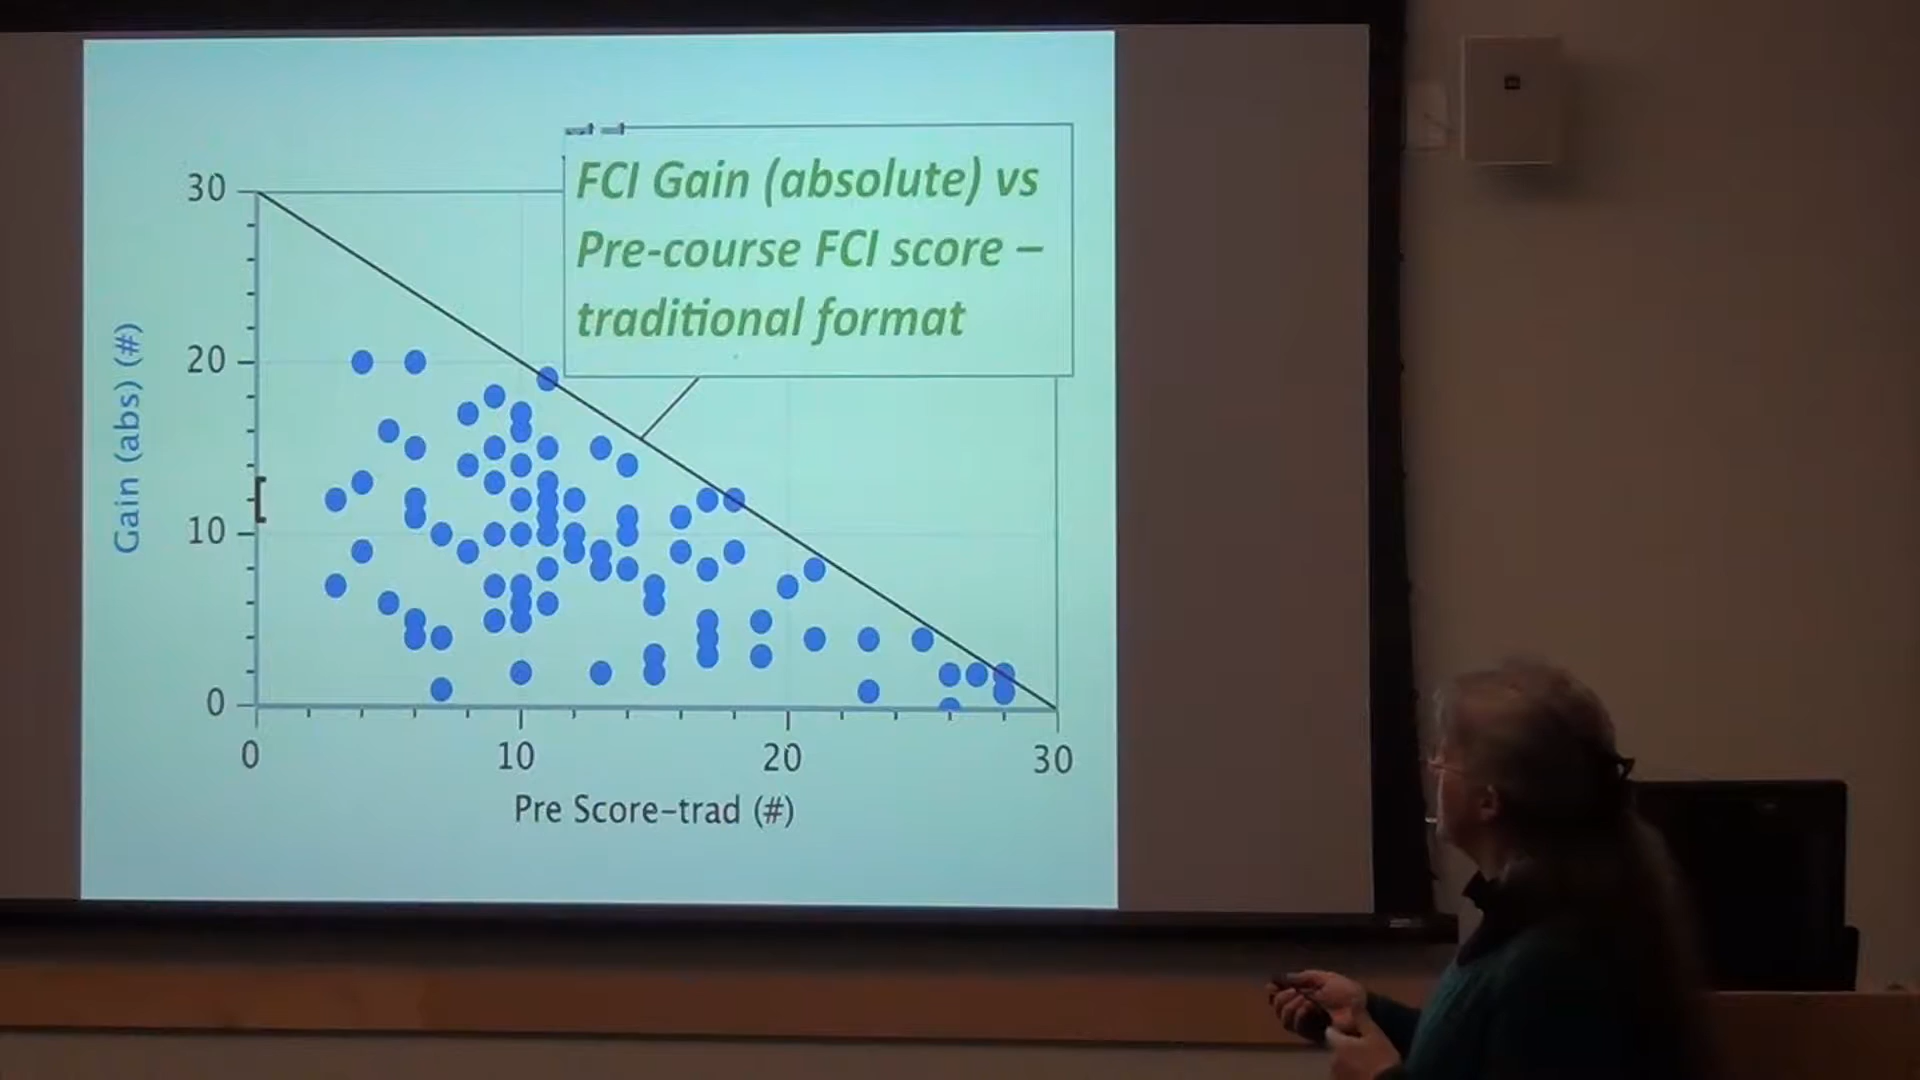 FCI Gain (absolute) vs
Pre-course FCI score –
traditional format
30
20
10
0
Gain (abs) (#)
0
10
20
30
Pre Score-trad (#)